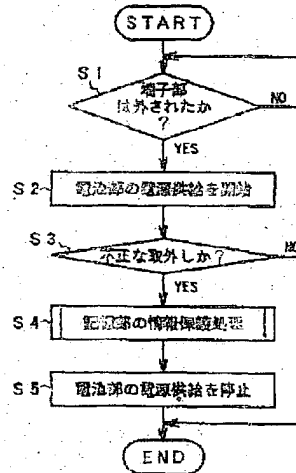 START
S1
端子部
は外されたか
?
NO
YES
S2
電池部の電源供給を開始
S3
不正な取外しか?
NO
YES
S4
記憶部の情報保護処理
S5
電池部の電源供給を停止
END